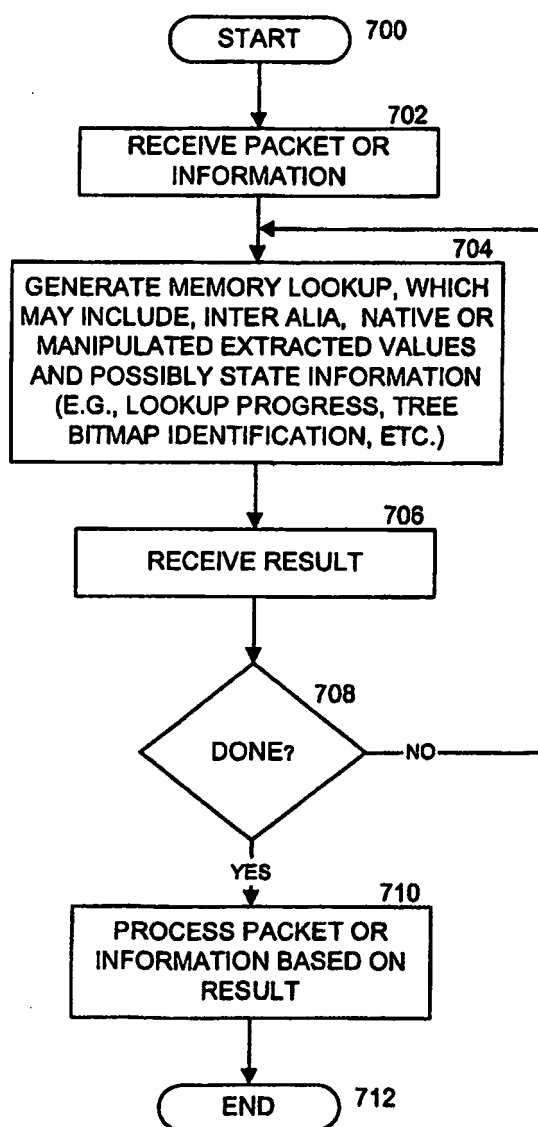 START
700
702
RECEIVE PACKET OR
INFORMATION
704
GENERATE MEMORY LOOKUP, WHICH
MAY INCLUDE, INTER ALIA, NATIVE OR
MANIPULATED EXTRACTED VALUES
AND POSSIBLY STATE INFORMATION
(E.G., LOOKUP PROGRESS, TREE
BITMAP IDENTIFICATION, ETC.)
706
RECEIVE RESULT
708
DONE?
NO
YES
710
PROCESS PACKET OR
INFORMATION BASED ON
RESULT
END
712